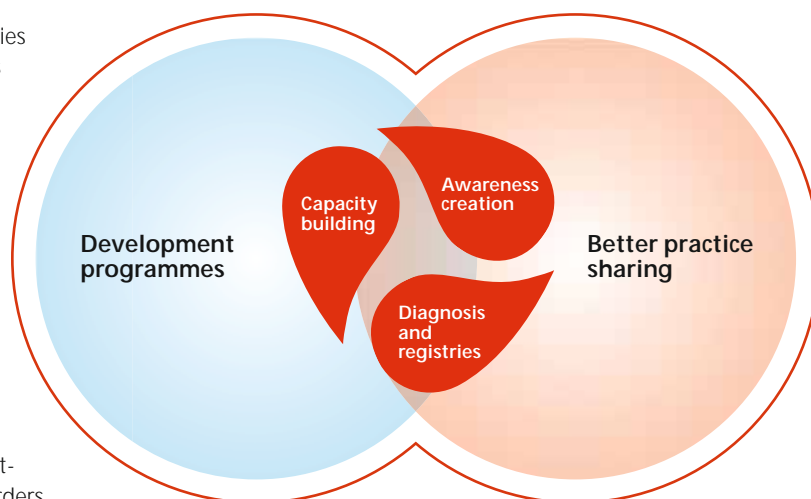 Development
programmes
Capacity
building
Awareness
creation
Diagnosis
and
registries
Better practice
sharing